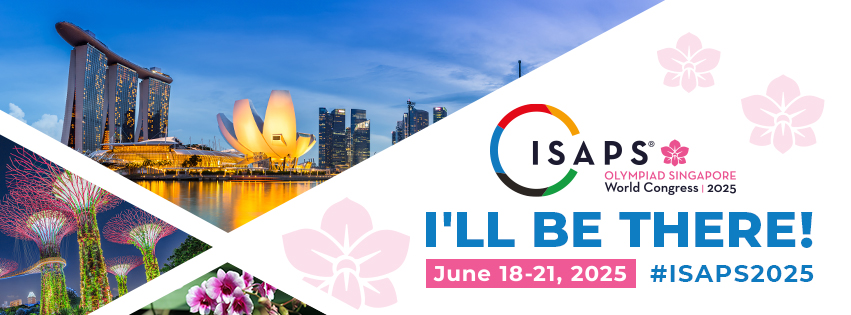 ISAPS®
OLYMPIAD SINGAPORE
World Congress | 2025
I'LL BE THERE!
June 18-21, 2025 #ISAPS2025